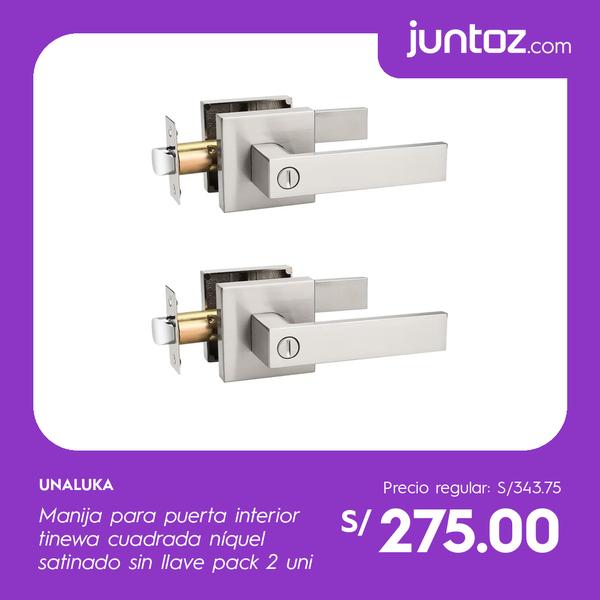 juntoz.com
UNALUKA
Manija para puerta interior
tinewa cuadrada níquel
satinado sin llave pack 2 uni
Precio regular: S/343.75
S/ 275.00